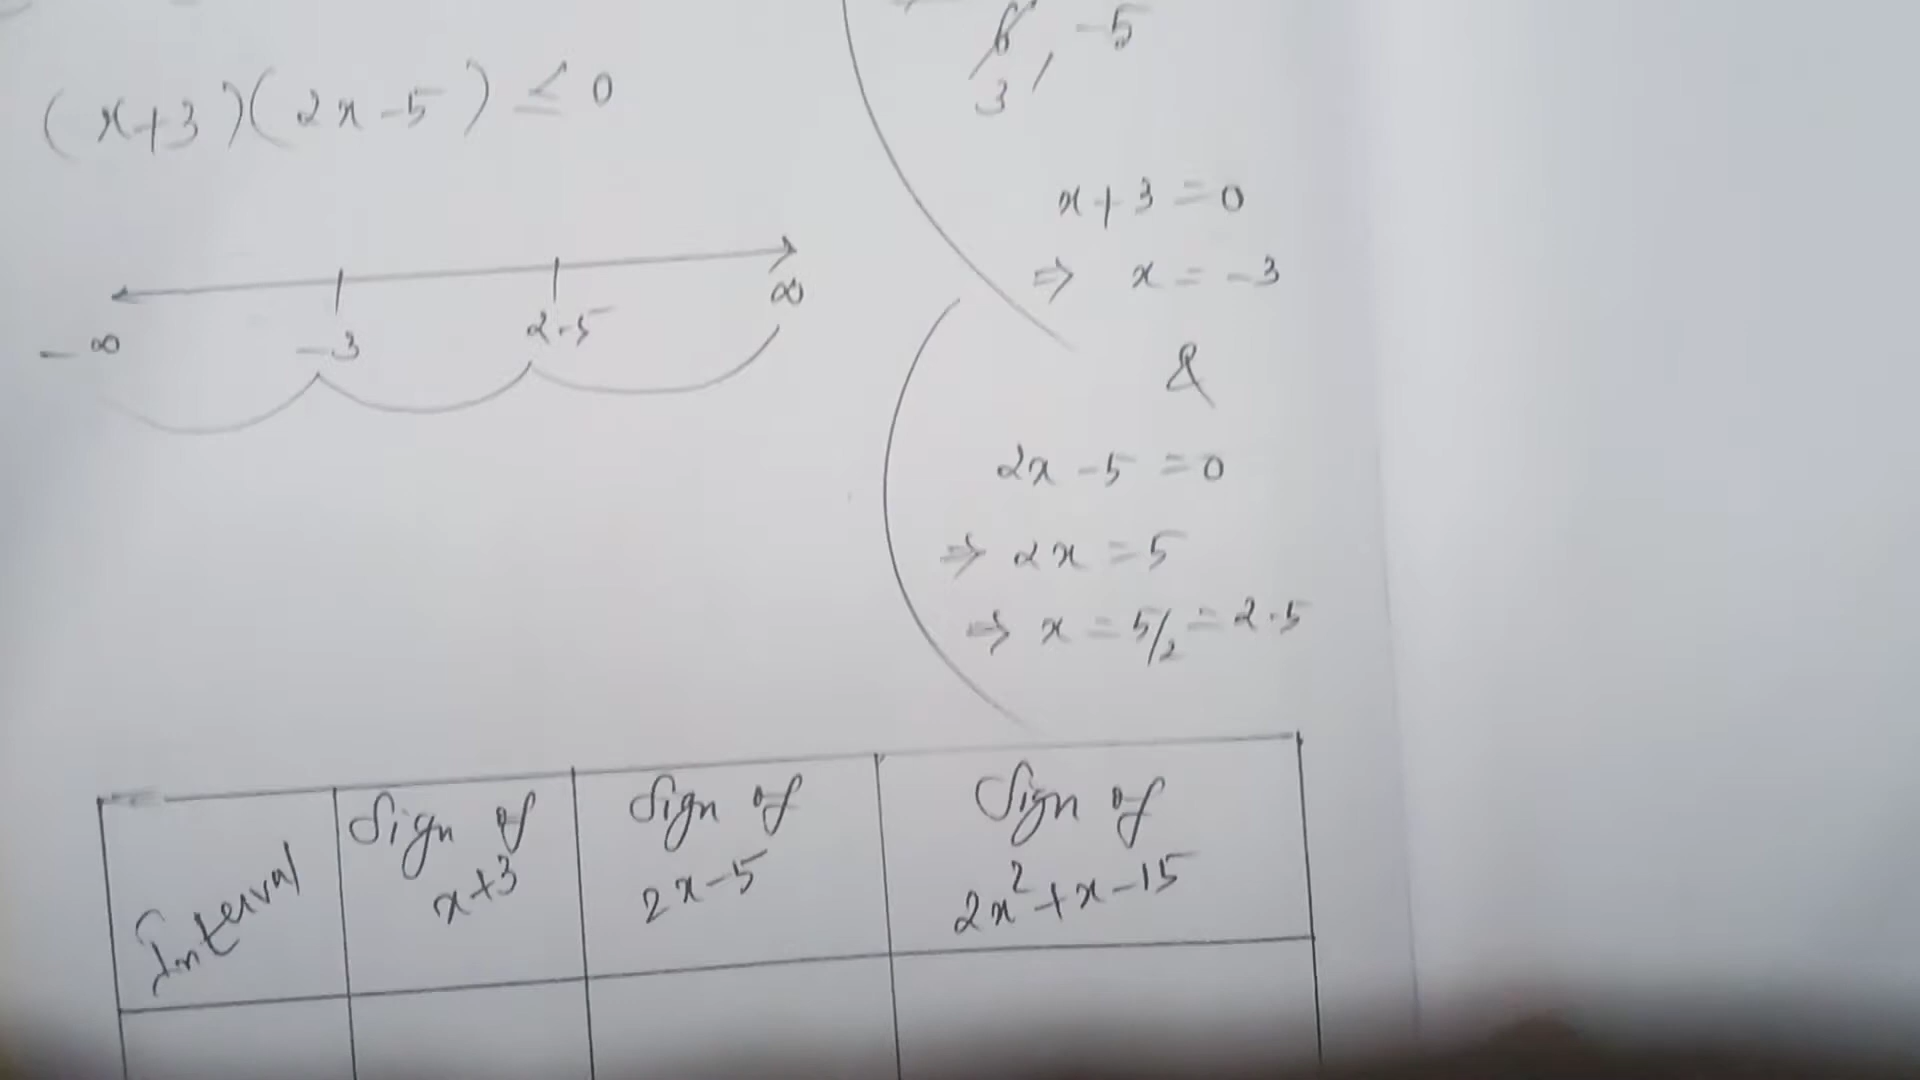 (x+3)(2x-5) ≤ 0
-∞ -3 2.5 ∞
6, -5
3
x+3=0
⇒ x = -3
&
2x-5=0
⇒ 2x=5
⇒ x=5/2=2.5
Interval
Sign of
x+3
Sign of
2x-5
Sign of
2x²+x-15